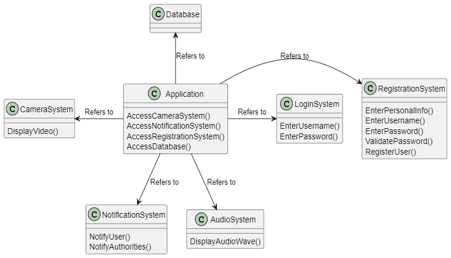 C Database
Refers to
Refers to
C Application
AccessCameraSystem()
AccessNotificationSystem()
AccessRegistrationSystem()
AccessDatabase()
C CameraSystem
DisplayVideo()
Refers to
Refers to
C LoginSystem
EnterUsername()
EnterPassword()
C RegistrationSystem
EnterPersonalInfo()
EnterUsername()
EnterPassword()
ValidatePassword()
RegisterUser()
Refers to
Refers to
C NotificationSystem
NotifyUser()
NotifyAuthorities()
C AudioSystem
DisplayAudioWave()